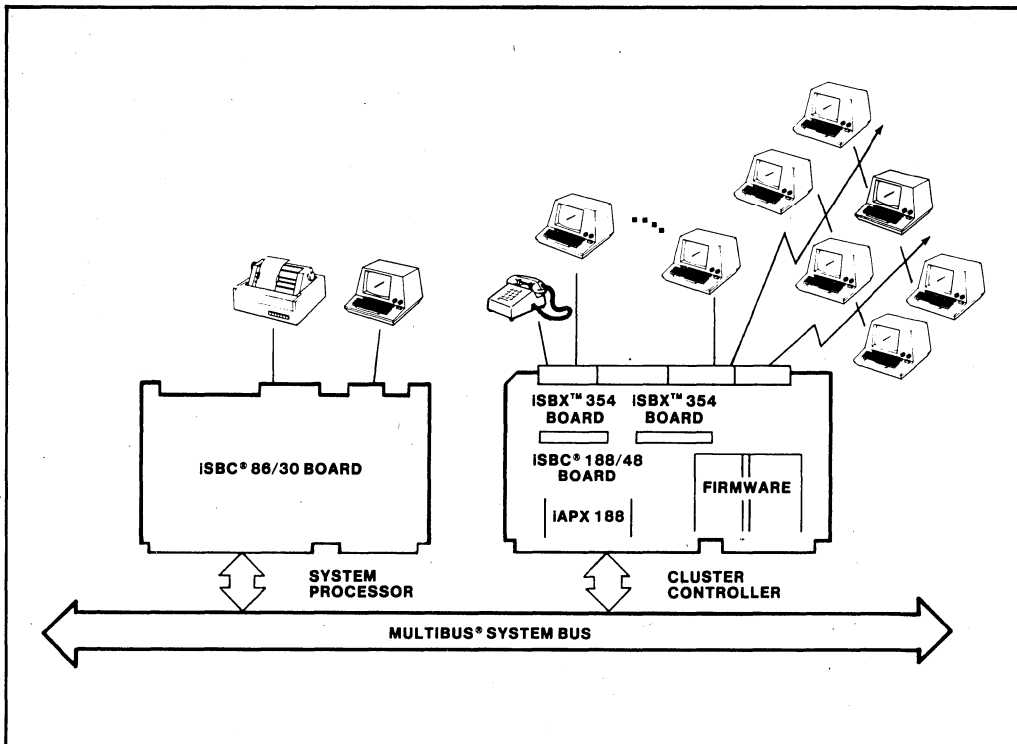 iSBX™ 354
BOARD
iSBX™ 354
BOARD
iSBC® 86/30 BOARD
iSBC® 188/48
BOARD
FIRMWARE
iAPX 188
SYSTEM
PROCESSOR
CLUSTER
CONTROLLER
MULTIBUS® SYSTEM BUS